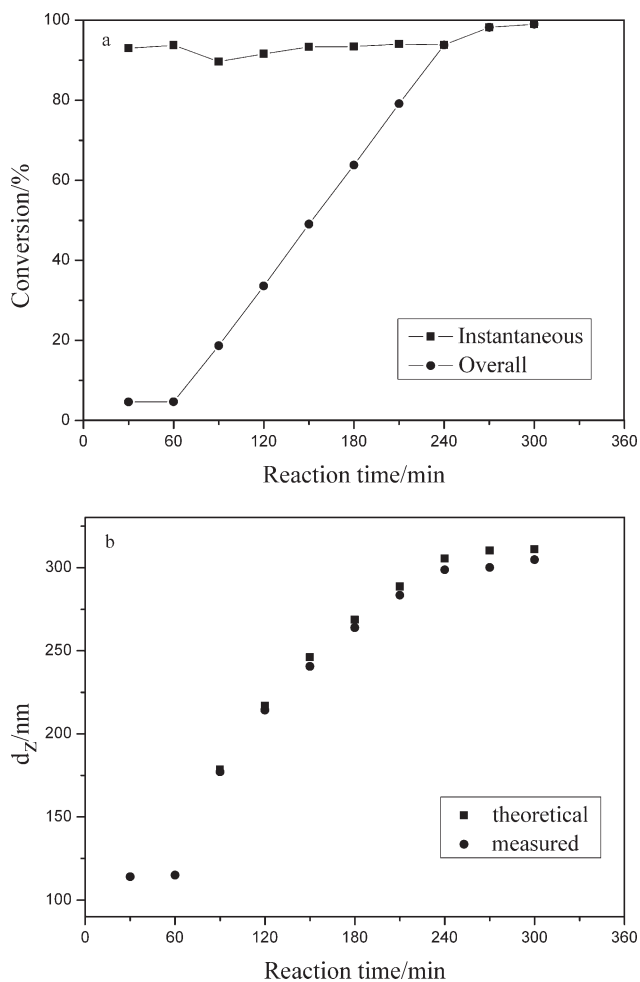 a
100
80
60
40
20
0
Conversion/%
Instantaneous
Overall
0 60 120 180 240 300 360
Reaction time/min
b
300
250
200
150
100
dz/nm
theoretical
measured
0 60 120 180 240 300 360
Reaction time/min